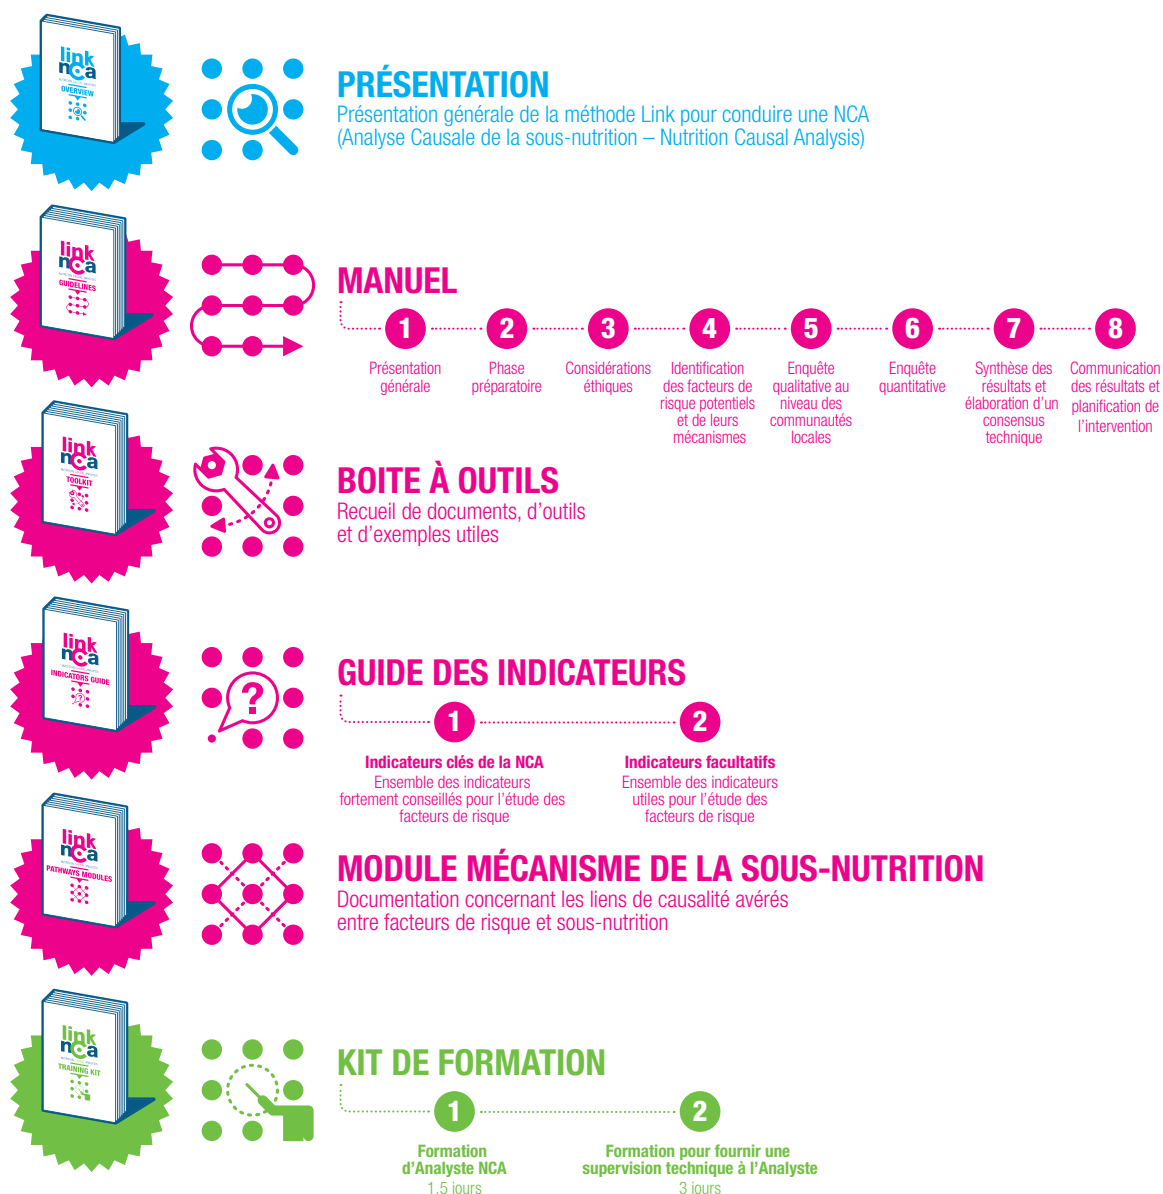 link
nca
OVERVIEW
PRÉSENTATION
Présentation générale de la méthode Link pour conduire une NCA
(Analyse Causale de la sous-nutrition – Nutrition Causal Analysis)
link
nca
GUIDELINES
MANUEL
1
Présentation
générale
2
Phase
préparatoire
3
Considérations
éthiques
4
Identification
des facteurs de
risque potentiels
et de leurs
mécanismes
5
Enquête
qualitative au
niveau des
communautés
locales
6
Enquête
quantitative
7
Synthèse des
résultats et
élaboration d’un
consensus
technique
8
Communication
des résultats et
planification de
l’intervention
link
nca
TOOLKIT
BOITE À OUTILS
Recueil de documents, d’outils
et d’exemples utiles
link
nca
INDICATORS GUIDE
?
?
GUIDE DES INDICATEURS
1
Indicateurs clés de la NCA
Ensemble des indicateurs
fortement conseillés pour l’étude des
facteurs de risque
2
Indicateurs facultatifs
Ensemble des indicateurs
utiles pour l’étude des
facteurs de risque
link
nca
PATHWAYS MODULES
MODULE MÉCANISME DE LA SOUS-NUTRITION
Documentation concernant les liens de causalité avérés
entre facteurs de risque et sous-nutrition
link
nca
TRAINING KIT
KIT DE FORMATION
1
Formation
d’Analyste NCA
1,5 jours
2
Formation pour fournir une
supervision technique à l’Analyste
3 jours